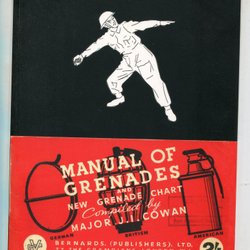 MANUAL OF
GRENADES
AND
NEW GRENADE CHART
Compiled by
MAJOR J.I. COWAN
GERMAN
BRITISH
AMERICAN
BERNARDS. (PUBLISHERS). LTD.
2/-